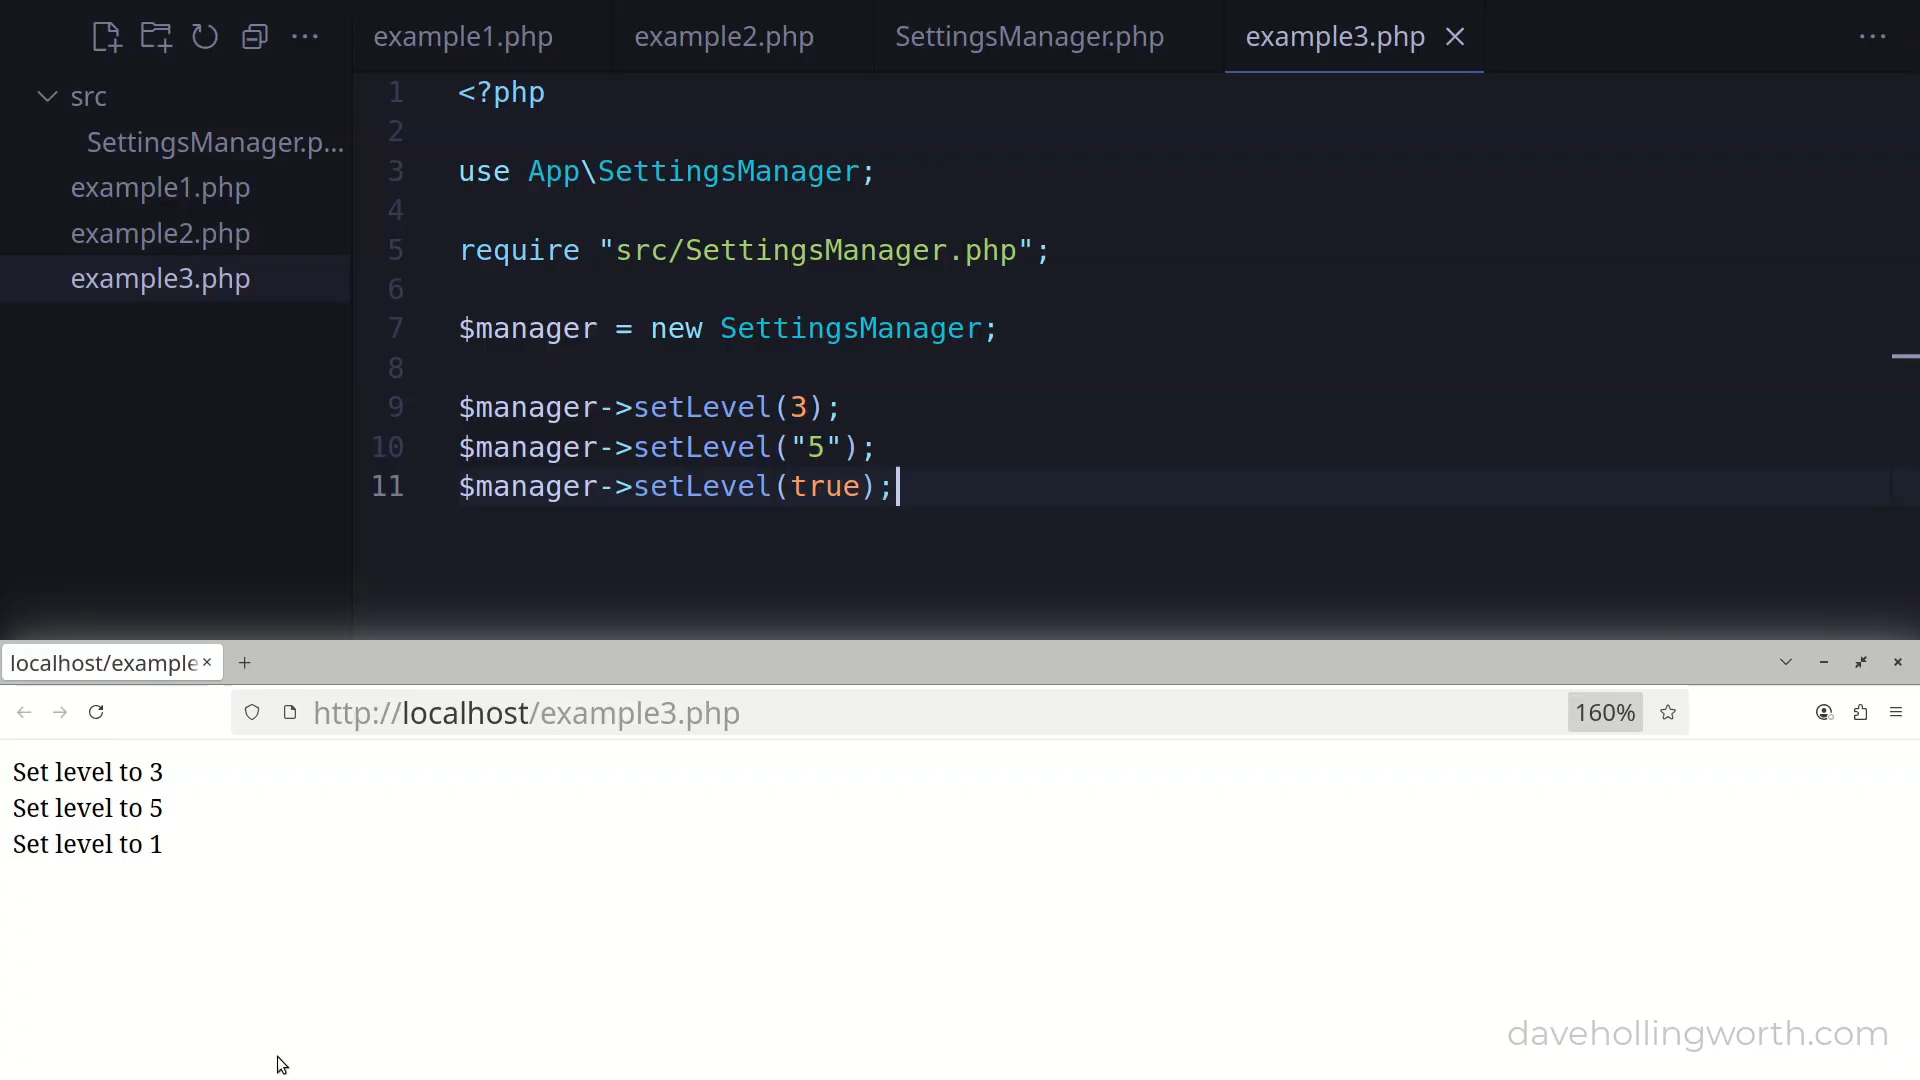 example1.php
example2.php
SettingsManager.php
example3.php
src
SettingsManager.p...
example1.php
example2.php
example3.php
1 <?php
2
3 use App\SettingsManager;
4
5 require "src/SettingsManager.php";
6
7 $manager = new SettingsManager;
8
9 $manager->setLevel(3);
10 $manager->setLevel("5");
11 $manager->setLevel(true);
localhost/example
http://localhost/example3.php
160%
Set level to 3
Set level to 5
Set level to 1
davehollingworth.com